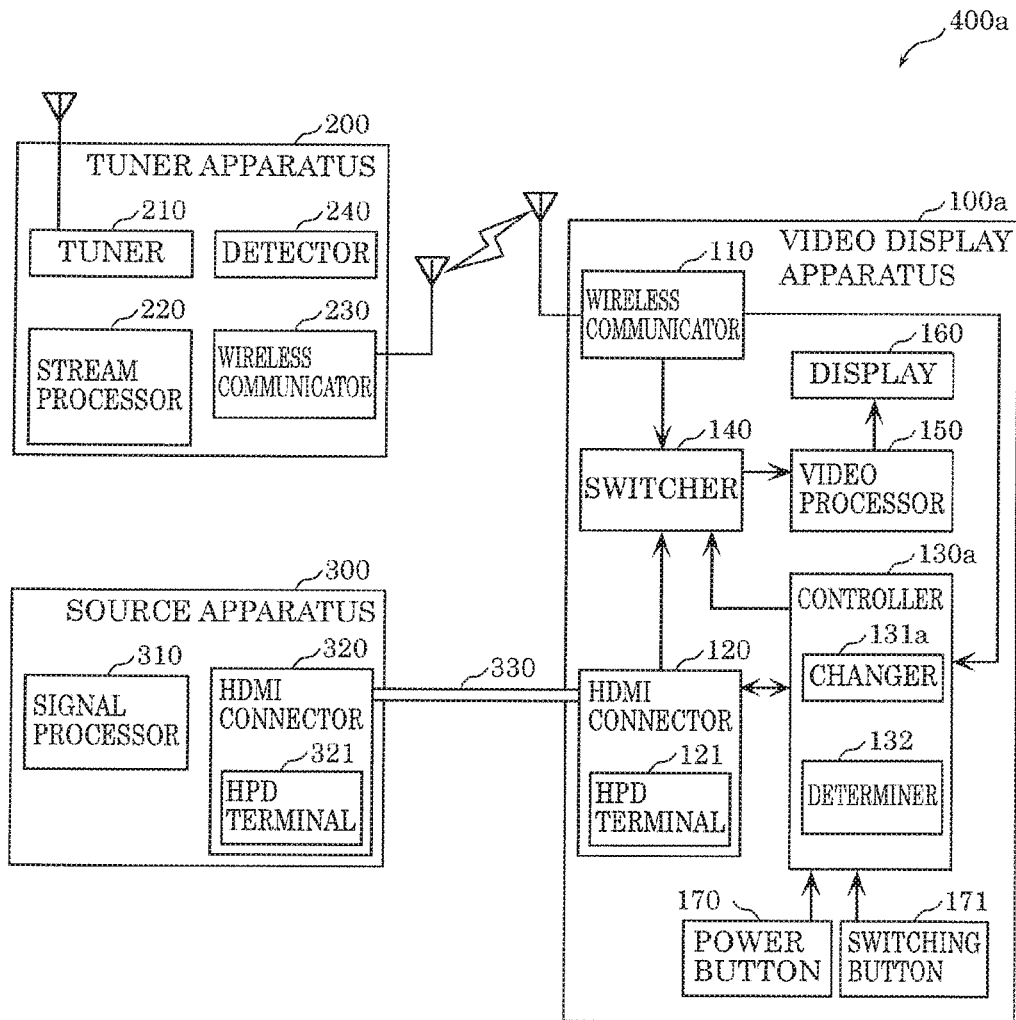 400a
200
TUNER APPARATUS
210
TUNER
240
DETECTOR
220
STREAM
PROCESSOR
230
WIRELESS
COMMUNICATOR
100a
VIDEO DISPLAY
APPARATUS
110
WIRELESS
COMMUNICATOR
160
DISPLAY
140
SWITCHER
150
VIDEO
PROCESSOR
300
SOURCE APPARATUS
310
SIGNAL
PROCESSOR
320
HDMI
CONNECTOR
321
HPD
TERMINAL
330
120
HDMI
CONNECTOR
121
HPD
TERMINAL
130a
CONTROLLER
131a
CHANGER
132
DETERMINER
170
POWER
BUTTON
171
SWITCHING
BUTTON